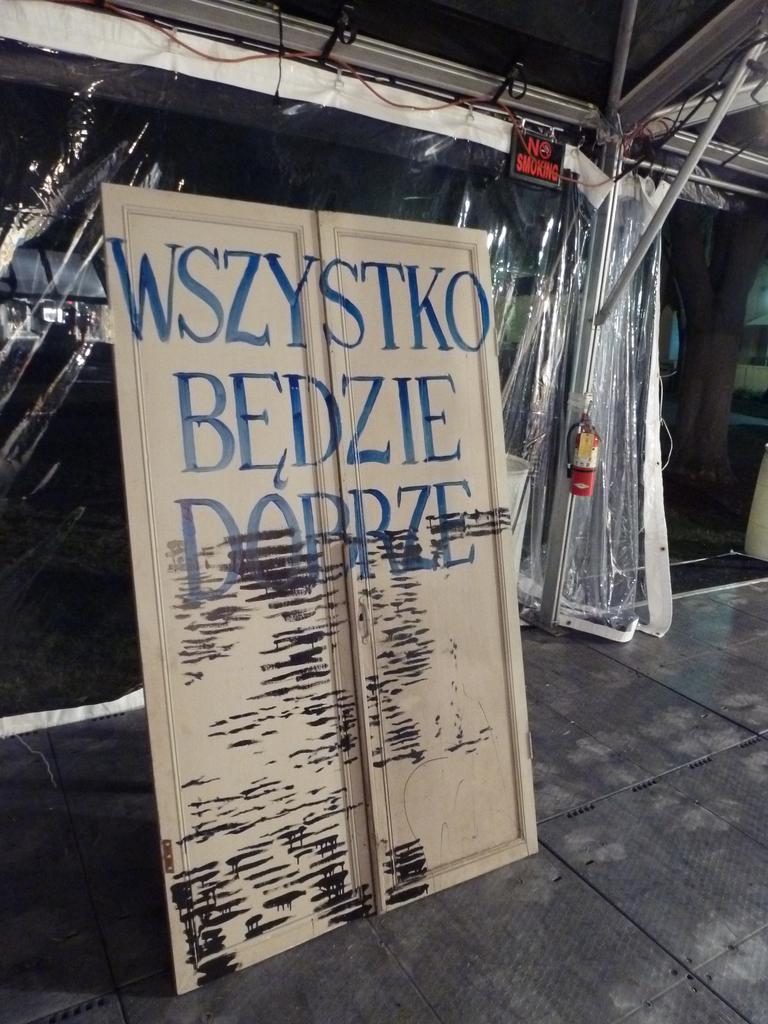 NO
SMOKING
WSZYSTKO
BĘDZIE
DOBRZE